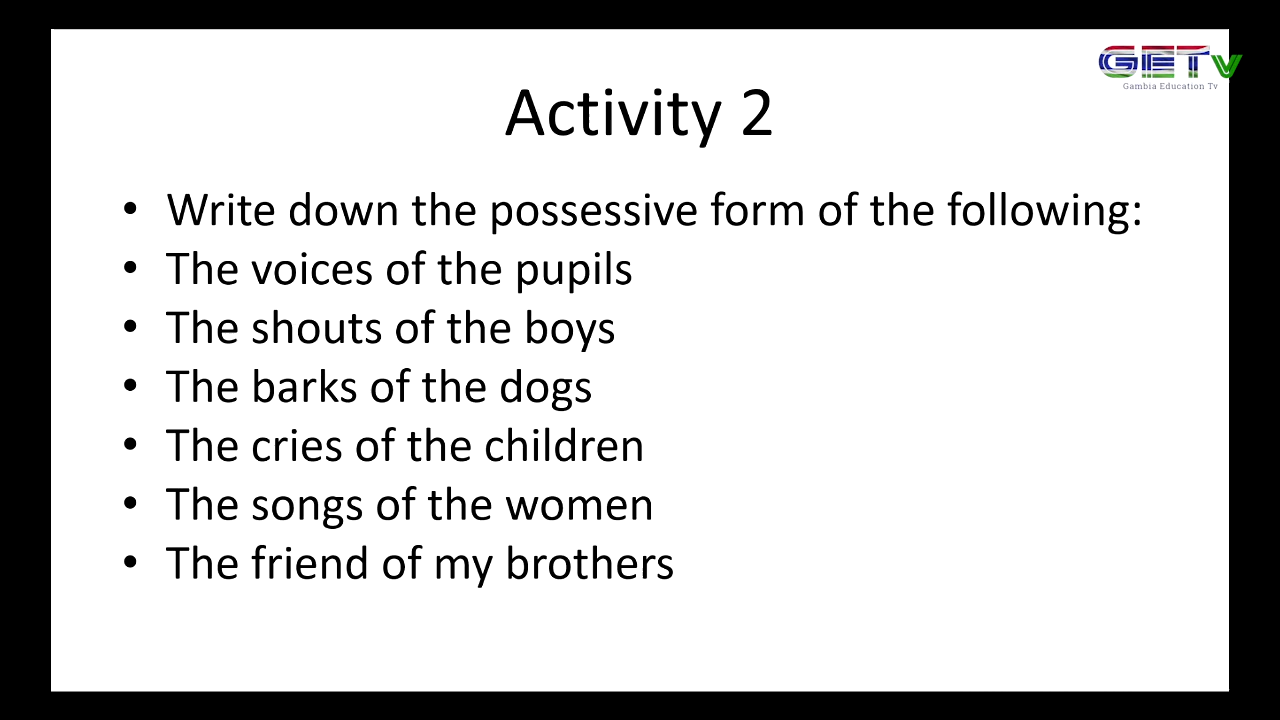 GETv
Gambia Education Tv
Activity 2
• Write down the possessive form of the following:
• The voices of the pupils
• The shouts of the boys
• The barks of the dogs
• The cries of the children
• The songs of the women
• The friend of my brothers